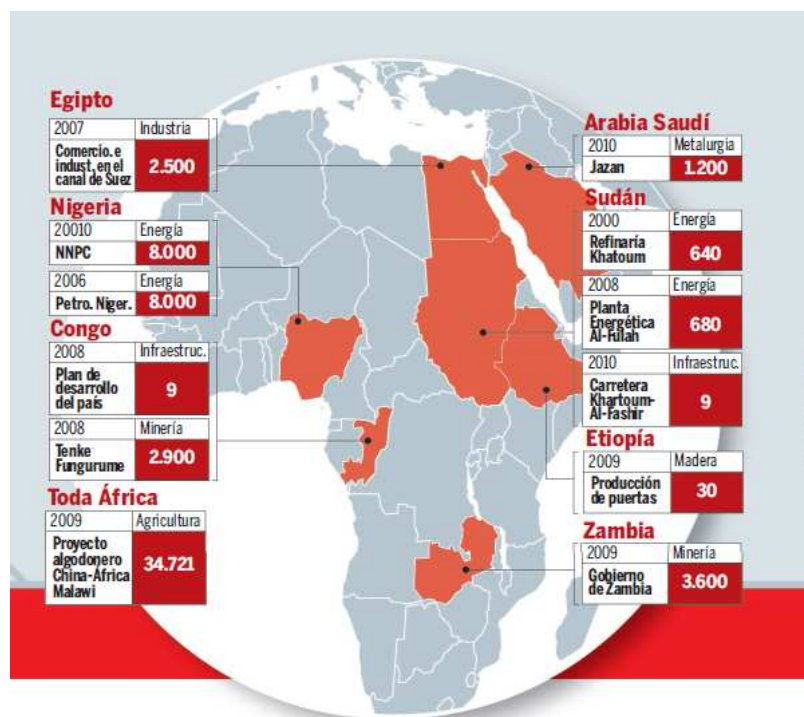 Egipto
2007 Industria
Comercio. e
indust. en el
canal de Suez
2.500
Nigeria
20010 Energía
NNPC 8.000
2006 Energía
Petro. Niger. 8.000
Congo
2008 Infraestruc.
Plan de
desarrollo
del país
9
2008 Minería
Tenke
Fungurume
2.900
Toda África
2009 Agricultura
Proyecto
algodonero
China-Africa
Malawi
34.721
Arabia Saudí
2010 Metalurgia
Jazan 1.200
Sudán
2000 Energía
Refinaría
Khatoum
640
2008 Energía
Planta
Energética
Al-Fulah
680
2010 Infraestruc.
Carretera
Khartoum-
Al-Fashir
9
Etiopía
2009 Madera
Producción
de puertas
30
Zambia
2009 Minería
Gobierno
de Zambia
3.600